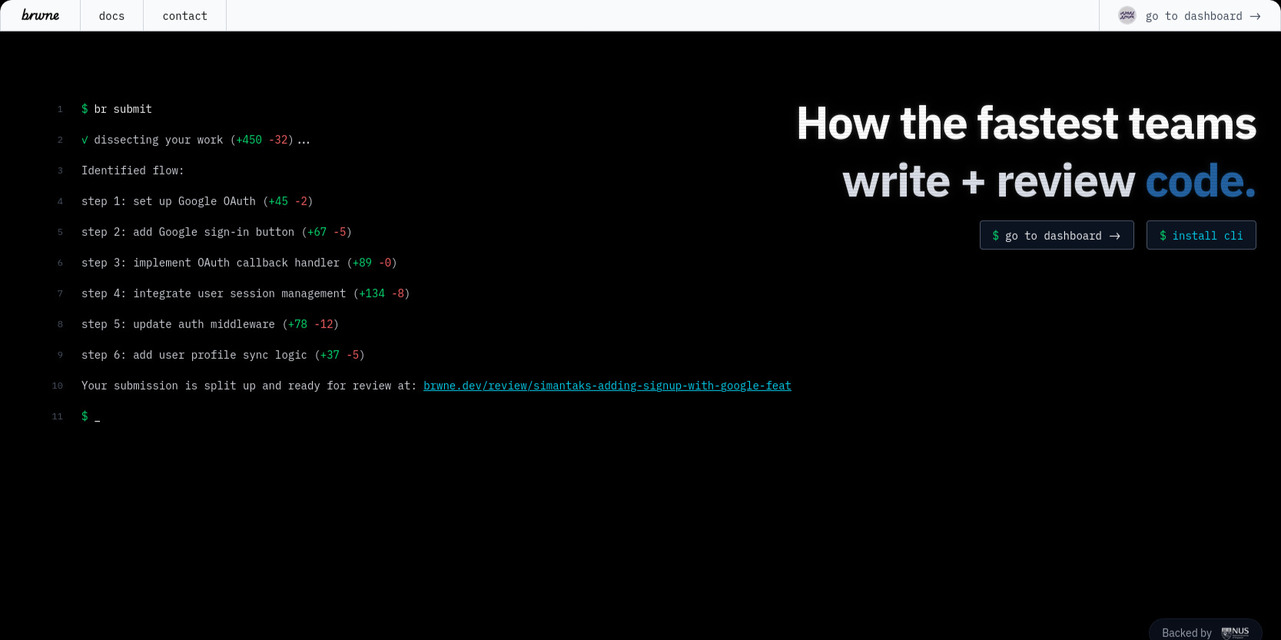 brwne
docs
contact
go to dashboard →
1 $ br submit
2 √ dissecting your work (+450 -32)...
3 Identified flow:
4 step 1: set up Google OAuth (+45 -2)
5 step 2: add Google sign-in button (+67 -5)
6 step 3: implement OAuth callback handler (+89 -0)
7 step 4: integrate user session management (+134 -8)
8 step 5: update auth middleware (+78 -12)
9 step 6: add user profile sync logic (+37 -5)
10 Your submission is split up and ready for review at: brwne.dev/review/simantaks-adding-signup-with-google-feat
11 $ _
How the fastest teams
write + review code.
$ go to dashboard →
$ install cli
Backed by NUS